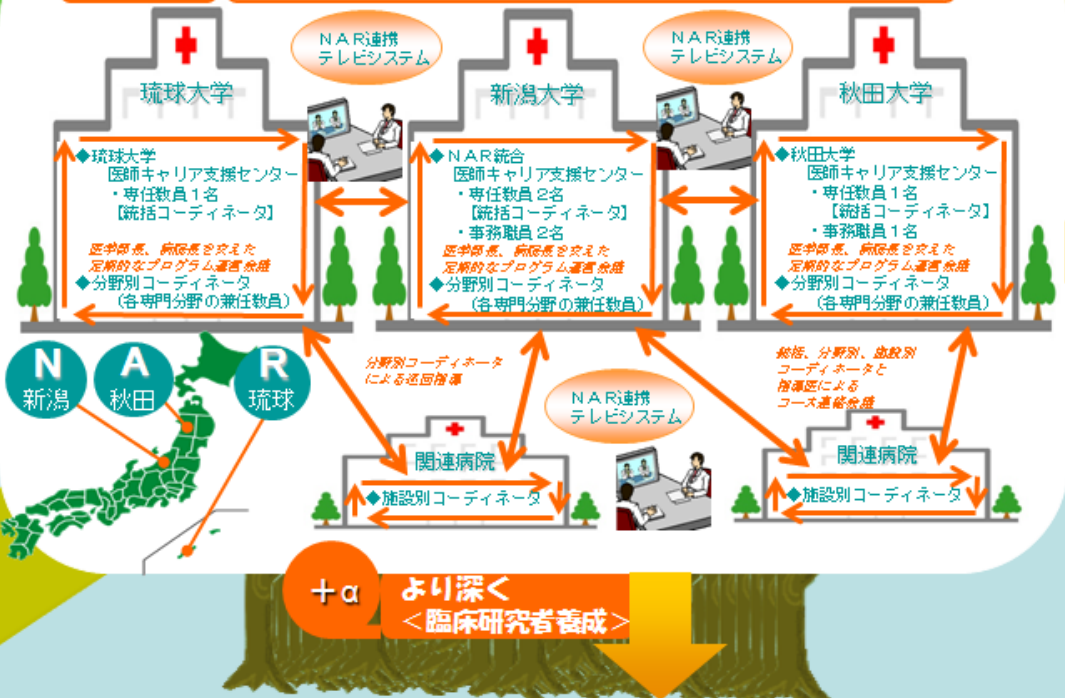 琉球大学
◆琉球大学
医師キャリア支援センター
・専任教員1名
【統括コーディネータ】
医学部長、病院長を交えた
定期的なプログラム運営会議
◆分野別コーディネータ
(各専門分野の兼任教員)
NAR連携
テレビシステム
新潟大学
◆NAR統合
医師キャリア支援センター
・専任教員2名
【統括コーディネータ】
・事務職員2名
医学部長、病院長を交えた
定期的なプログラム運営会議
◆分野別コーディネータ
(各専門分野の兼任教員)
NAR連携
テレビシステム
秋田大学
◆秋田大学
医師キャリア支援センター
・専任教員1名
【統括コーディネータ】
・事務職員1名
医学部長、病院長を交えた
定期的なプログラム運営会議
◆分野別コーディネータ
(各専門分野の兼任教員)
N
新潟
A
秋田
R
琉球
分野別コーディネータ
による巡回指導
NAR連携
テレビシステム
統括、分野別、施設別
コーディネータと
指導医による
コース連絡会議
関連病院
◆施設別コーディネータ
関連病院
◆施設別コーディネータ
+α
より深く
<臨床研究者養成>